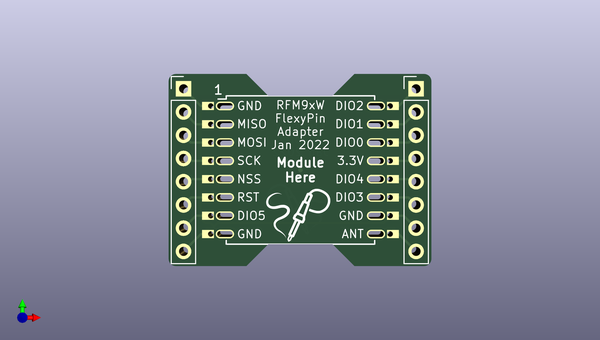 1
RFM9xW
FlexyPin
Adapter
Jan 2022
Module
Here
GND
MISO
MOSI
SCK
NSS
RST
DIO5
GND
DIO2
DIO1
DIO0
3.3V
DIO4
DIO3
GND
ANT